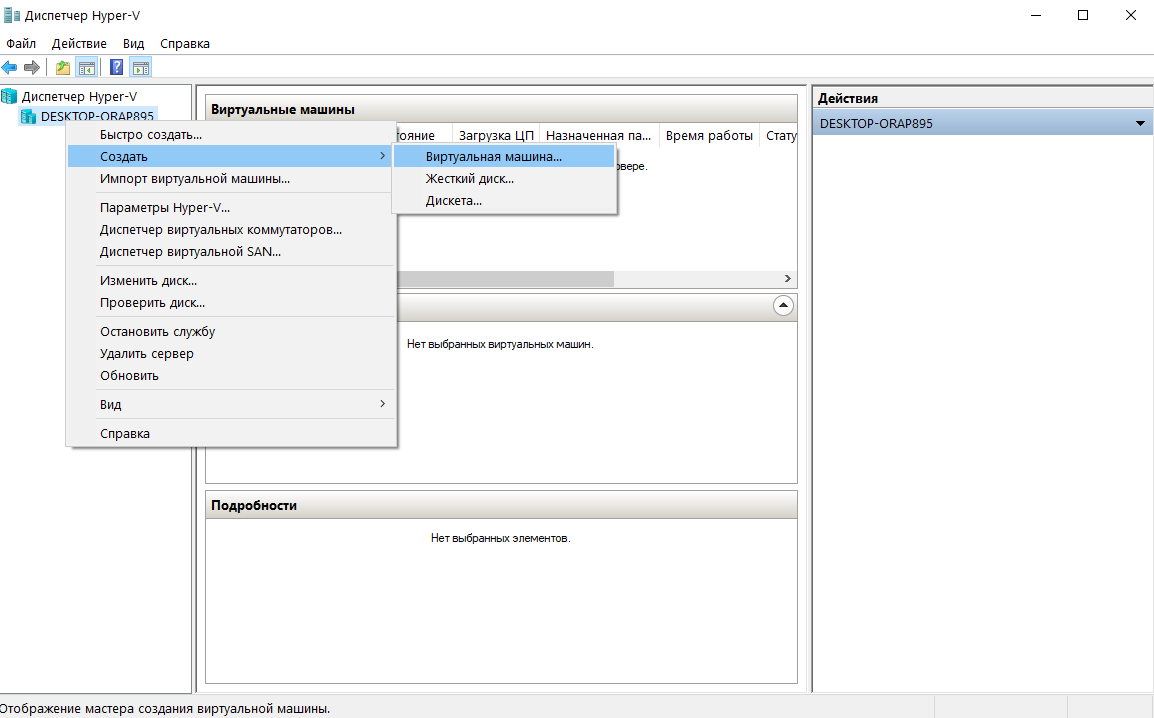 Диспетчер Hyper-V
Файл Действие Вид Справка
Диспетчер Hyper-V
DESKTOP-ORAP895
Быстро создать...
Создать
Импорт виртуальной машины...
Параметры Hyper-V...
Диспетчер виртуальных коммутаторов...
Диспетчер виртуальной SAN...
Изменить диск...
Проверить диск...
Остановить службу
Удалить сервер
Обновить
Вид
Справка
Виртуальная машина...
Жесткий диск...
Дискета...
Виртуальные машины
тояние Загрузка ЦП Назначенная па... Время работы Стату
рвере.
Нет выбранных виртуальных машин.
Подробности
Нет выбранных элементов.
Действия
DESKTOP-ORAP895
Отображение мастера создания виртуальной машины.